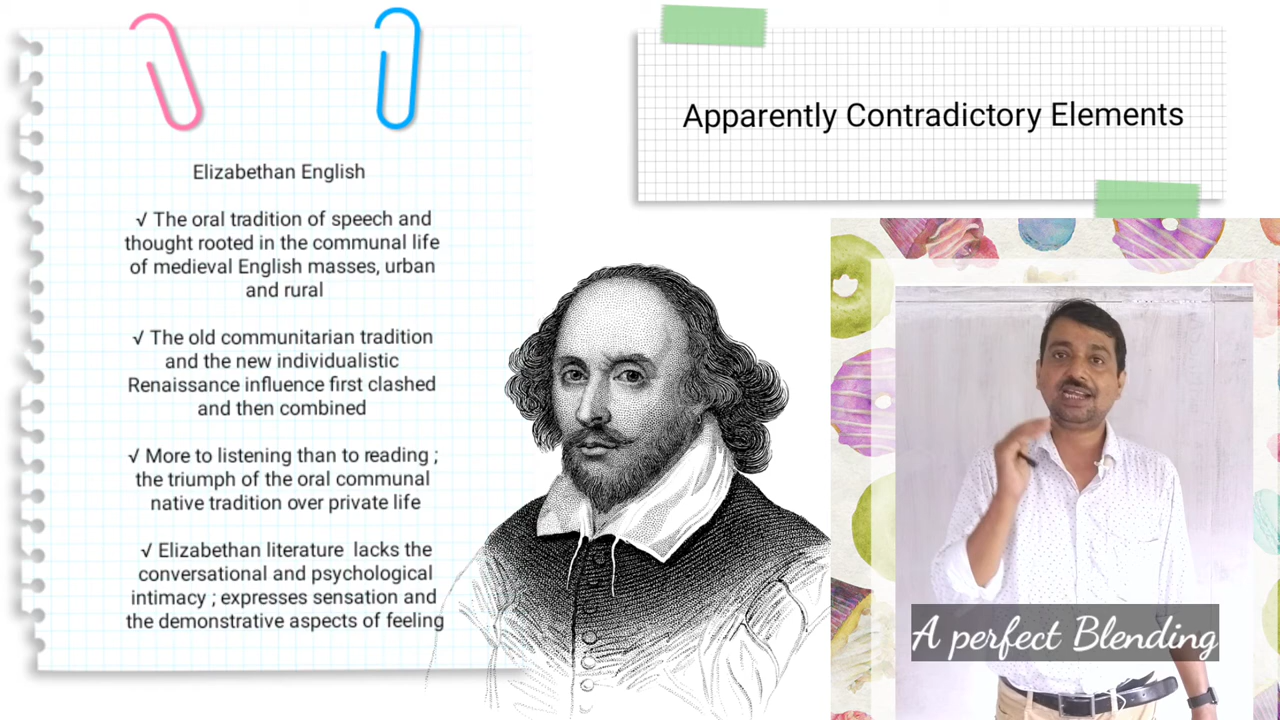 Apparently Contradictory Elements
Elizabethan English
√ The oral tradition of speech and
thought rooted in the communal life
of medieval English masses, urban
and rural
√ The old communitarian tradition
and the new individualistic
Renaissance influence first clashed
and then combined
√ More to listening than to reading ;
the triumph of the oral communal
native tradition over private life
√ Elizabethan literature lacks the
conversational and psychological
intimacy ; expresses sensation and
the demonstrative aspects of feeling
A perfect Blending